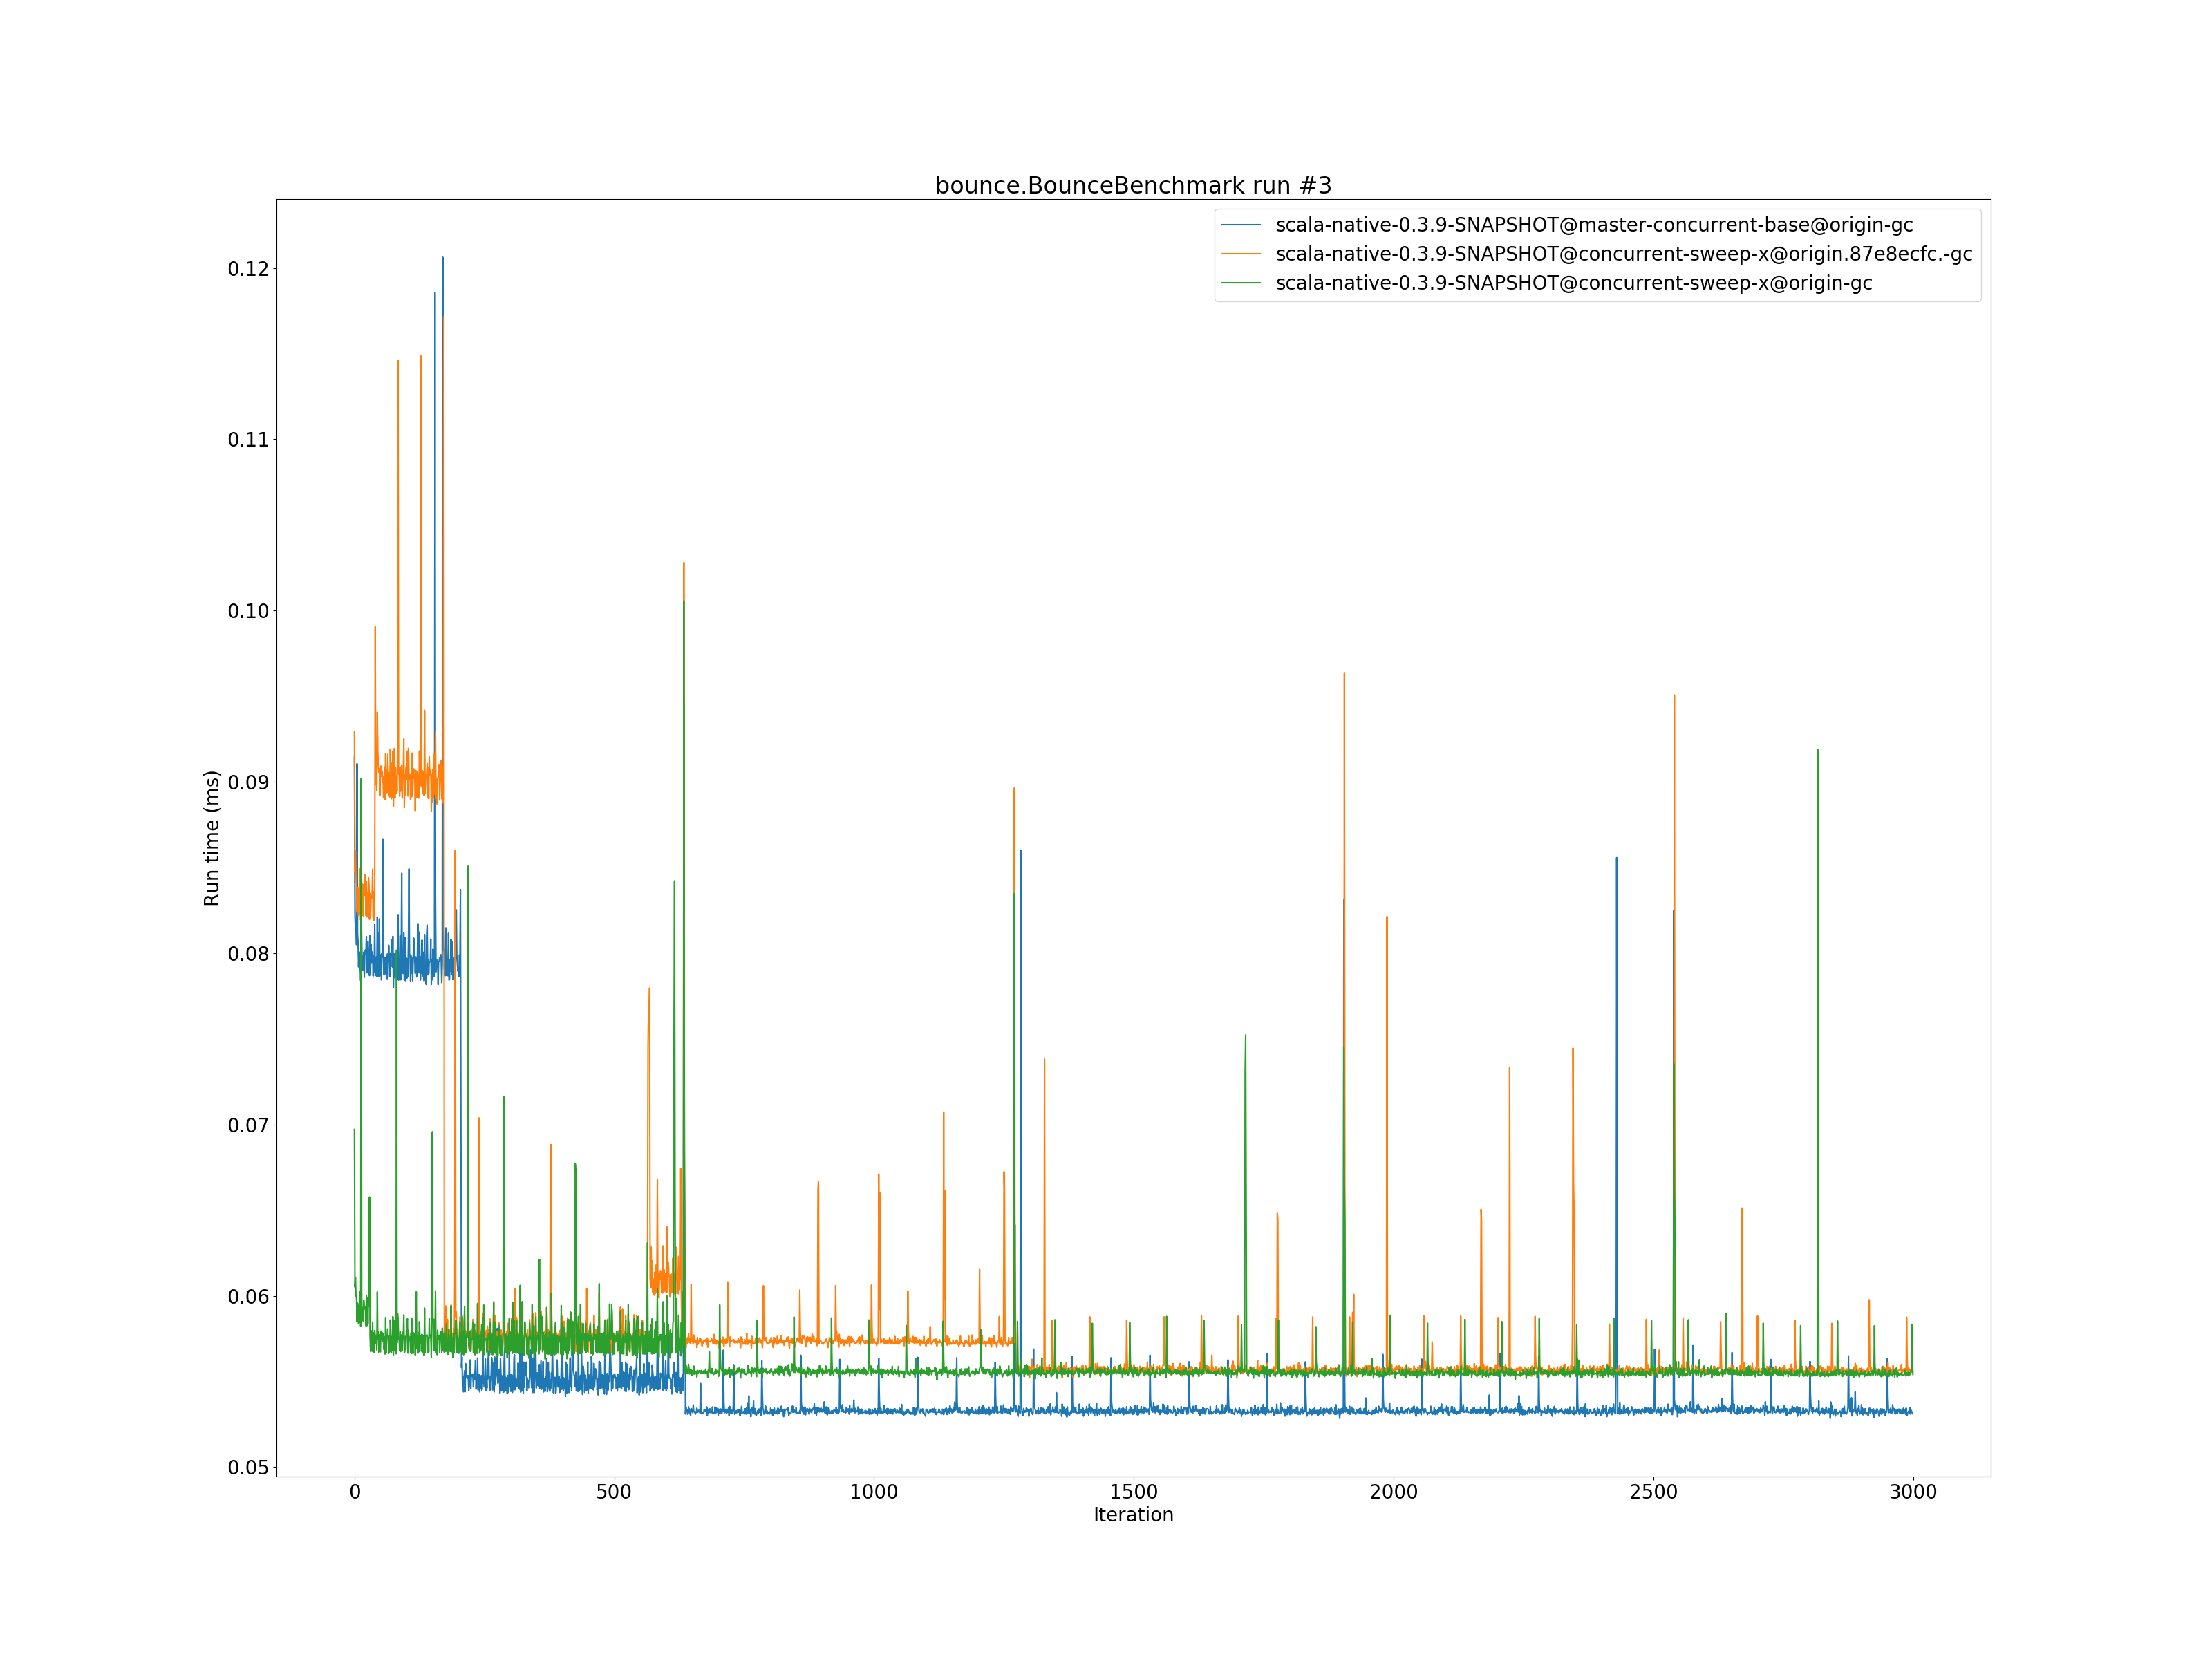 bounce.BounceBenchmark run #3
scala-native-0.3.9-SNAPSHOT@master-concurrent-base@origin-gc
scala-native-0.3.9-SNAPSHOT@concurrent-sweep-x@origin.87e8ecfc.-gc
scala-native-0.3.9-SNAPSHOT@concurrent-sweep-x@origin-gc
Run time (ms)
0.12
0.11
0.10
0.09
0.08
0.07
0.06
0.05
0 500 1000 1500 2000 2500 3000
Iteration